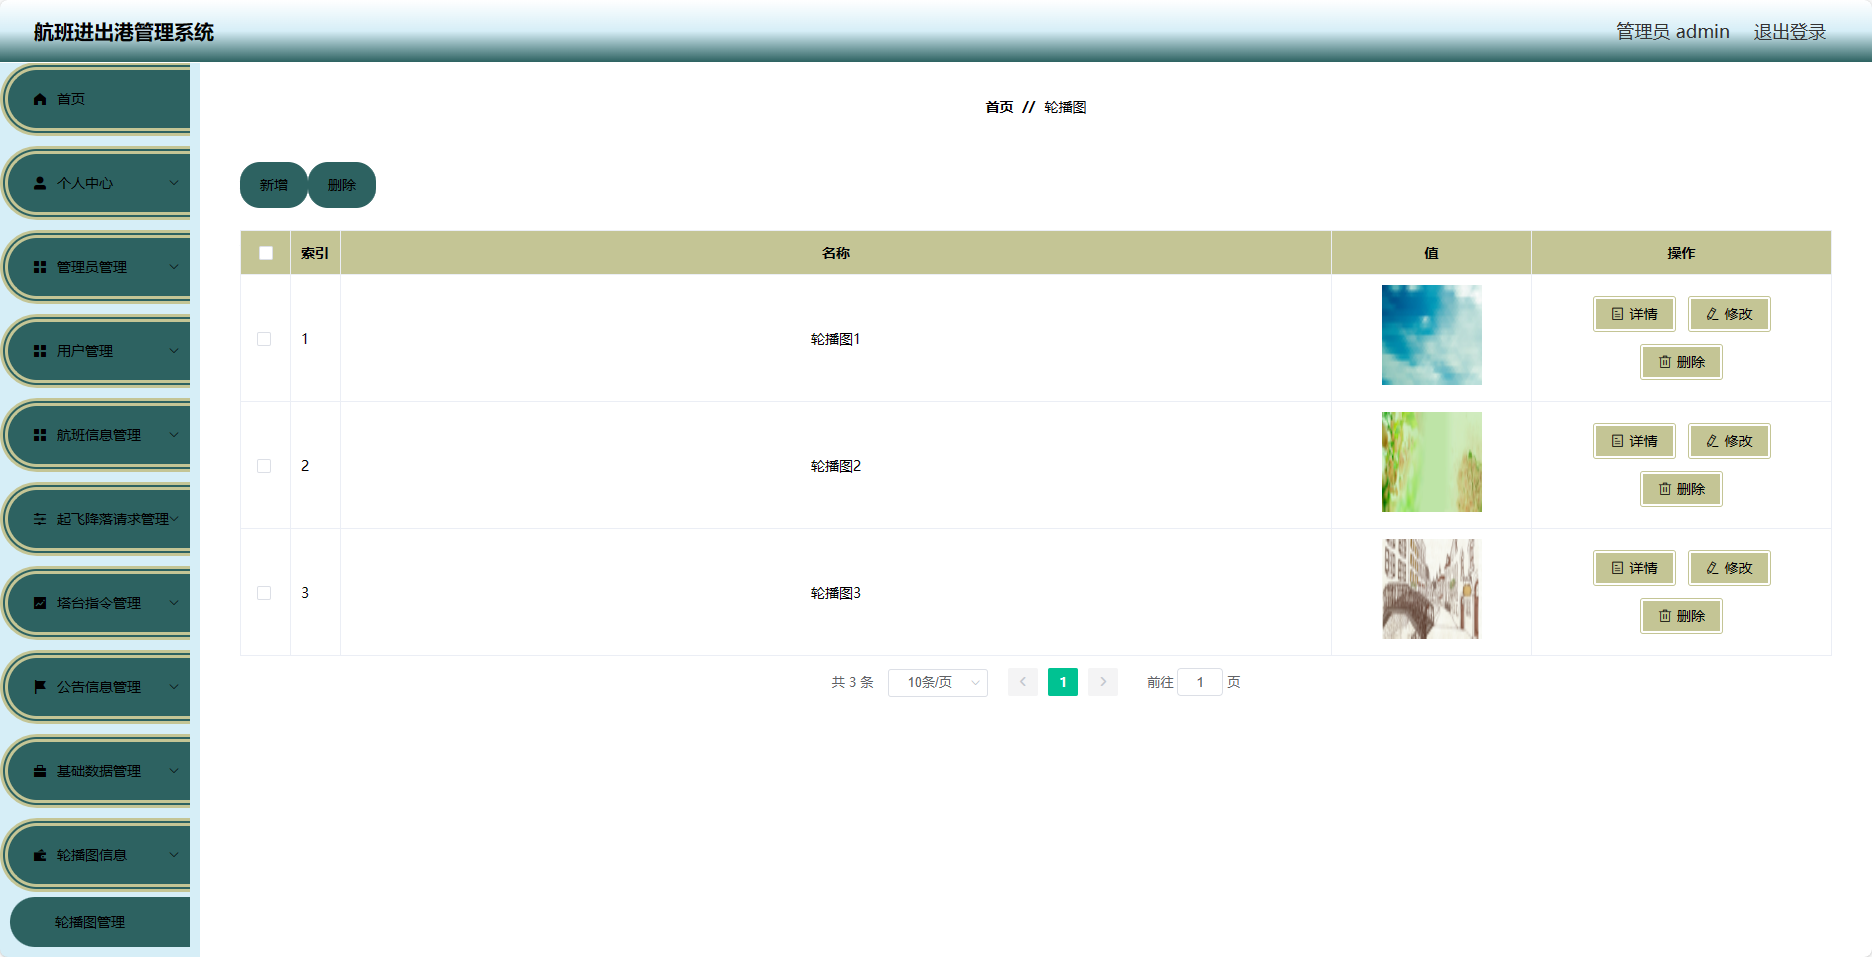 航班进出港管理系统
管理员 admin 退出登录
首页
个人中心
管理员管理
用户管理
航班信息管理
起飞降落请求管理
塔台指令管理
公告信息管理
基础数据管理
轮播图信息
轮播图管理
首页 // 轮播图
新增 删除
索引 名称 值 操作
1 轮播图1 详情 修改
删除
2 轮播图2 详情 修改
删除
3 轮播图3 详情 修改
删除
共 3 条 10条/页 1 前往 1 页